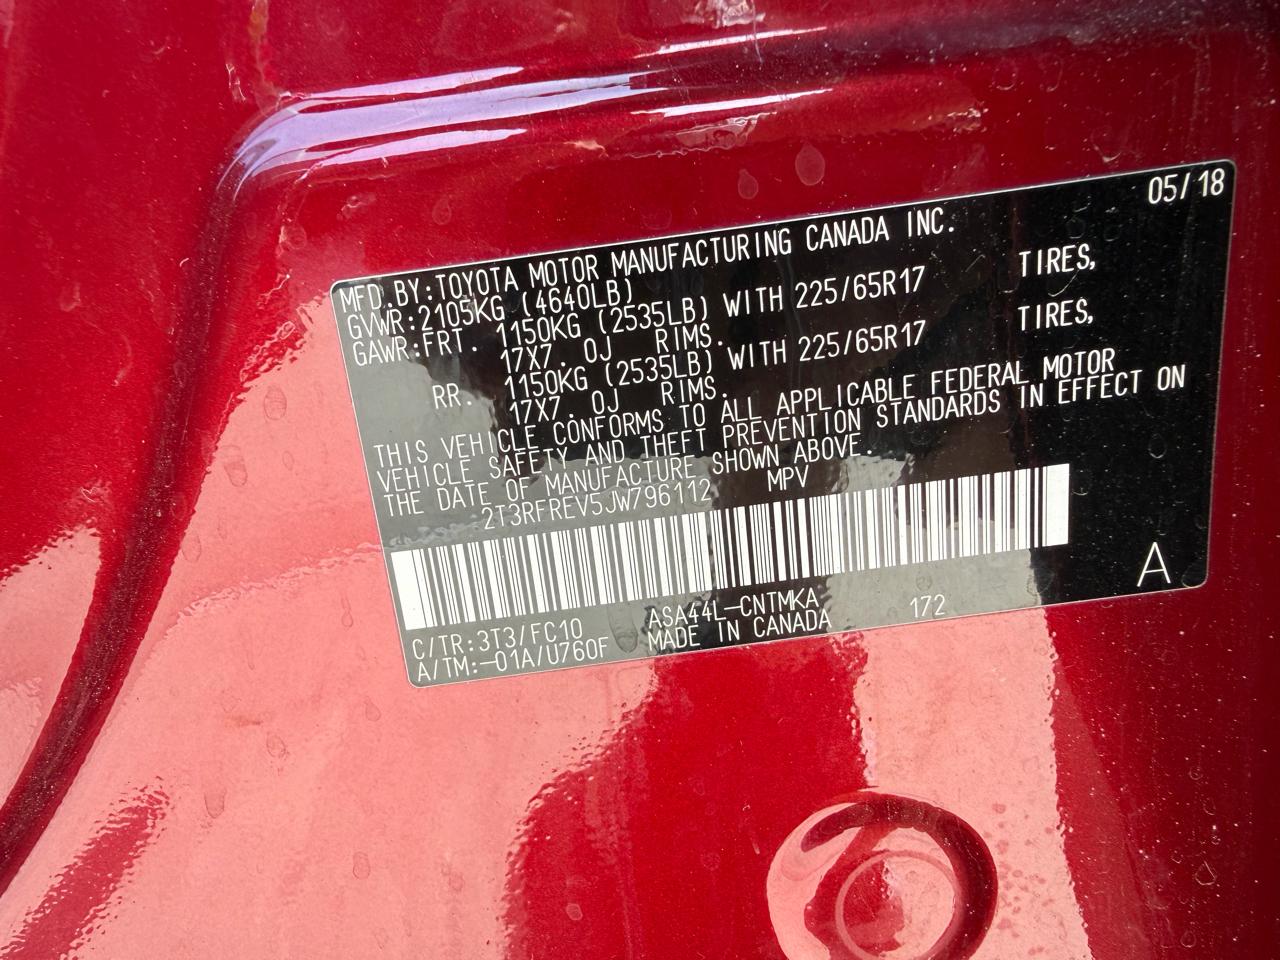 05/18
MFD.BY:TOYOTA MOTOR MANUFACTURING CANADA INC.
GVWR:2105KG (4640LB)
GAWR:FRT. 1150KG (2535LB) WITH 225/65R17 TIRES,
17X7.0J RIMS.
RR. 1150KG (2535LB) WITH 225/65R17 TIRES,
17X7.0J RIMS.
THIS VEHICLE CONFORMS TO ALL APPLICABLE FEDERAL MOTOR
VEHICLE SAFETY AND THEFT PREVENTION STANDARDS IN EFFECT ON
THE DATE OF MANUFACTURE SHOWN ABOVE.
2T3RFREV5JW796112 MPV
C/TR:3T3/FC10 ASA44L-CNTMKA 172 A
A/TM:-01A/U760F MADE IN CANADA